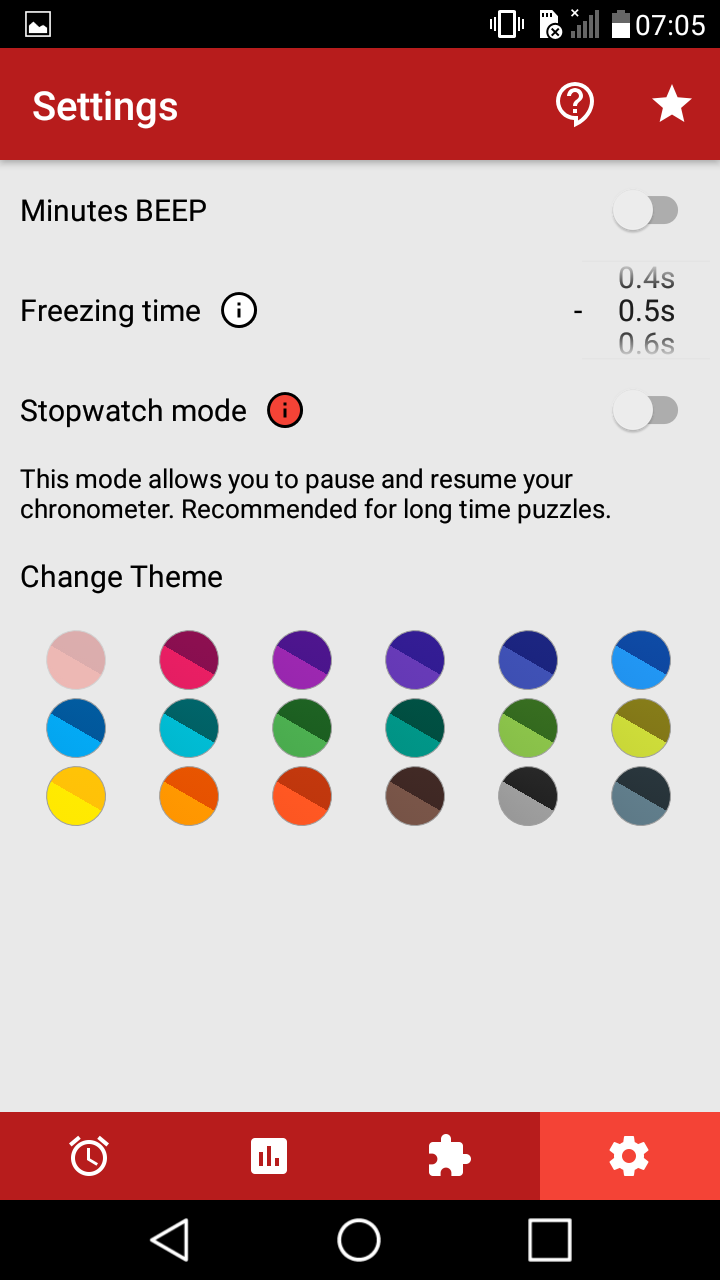 07:05
Settings
Minutes BEEP
0.4s
Freezing time - 0.5s
0.6s
Stopwatch mode
This mode allows you to pause and resume your
chronometer. Recommended for long time puzzles.
Change Theme